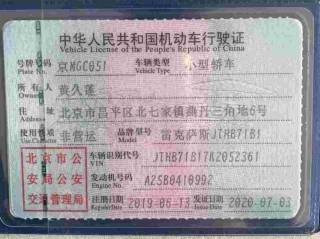 中华人民共和国机动车行驶证
Vehicle License of the People's Republic of China
号牌号码 京MGC051 车辆类型 小型轿车
Plate No. Vehicle Type
所有人 黄久莲
Owner
住址 北京市昌平区北七家镇燕丹三角地6号
Address
使用性质 非营运 品牌型号 雷克萨斯JTHB71B1
Use Character Model
北京市公
安局公安
交通管理局
车辆识别代号 JTHB71B17K2052361
VIN
发动机号码 A25B0410992
Engine No.
注册日期 2019-06-13 发证日期 2020-07-03
Register Date Issue Date